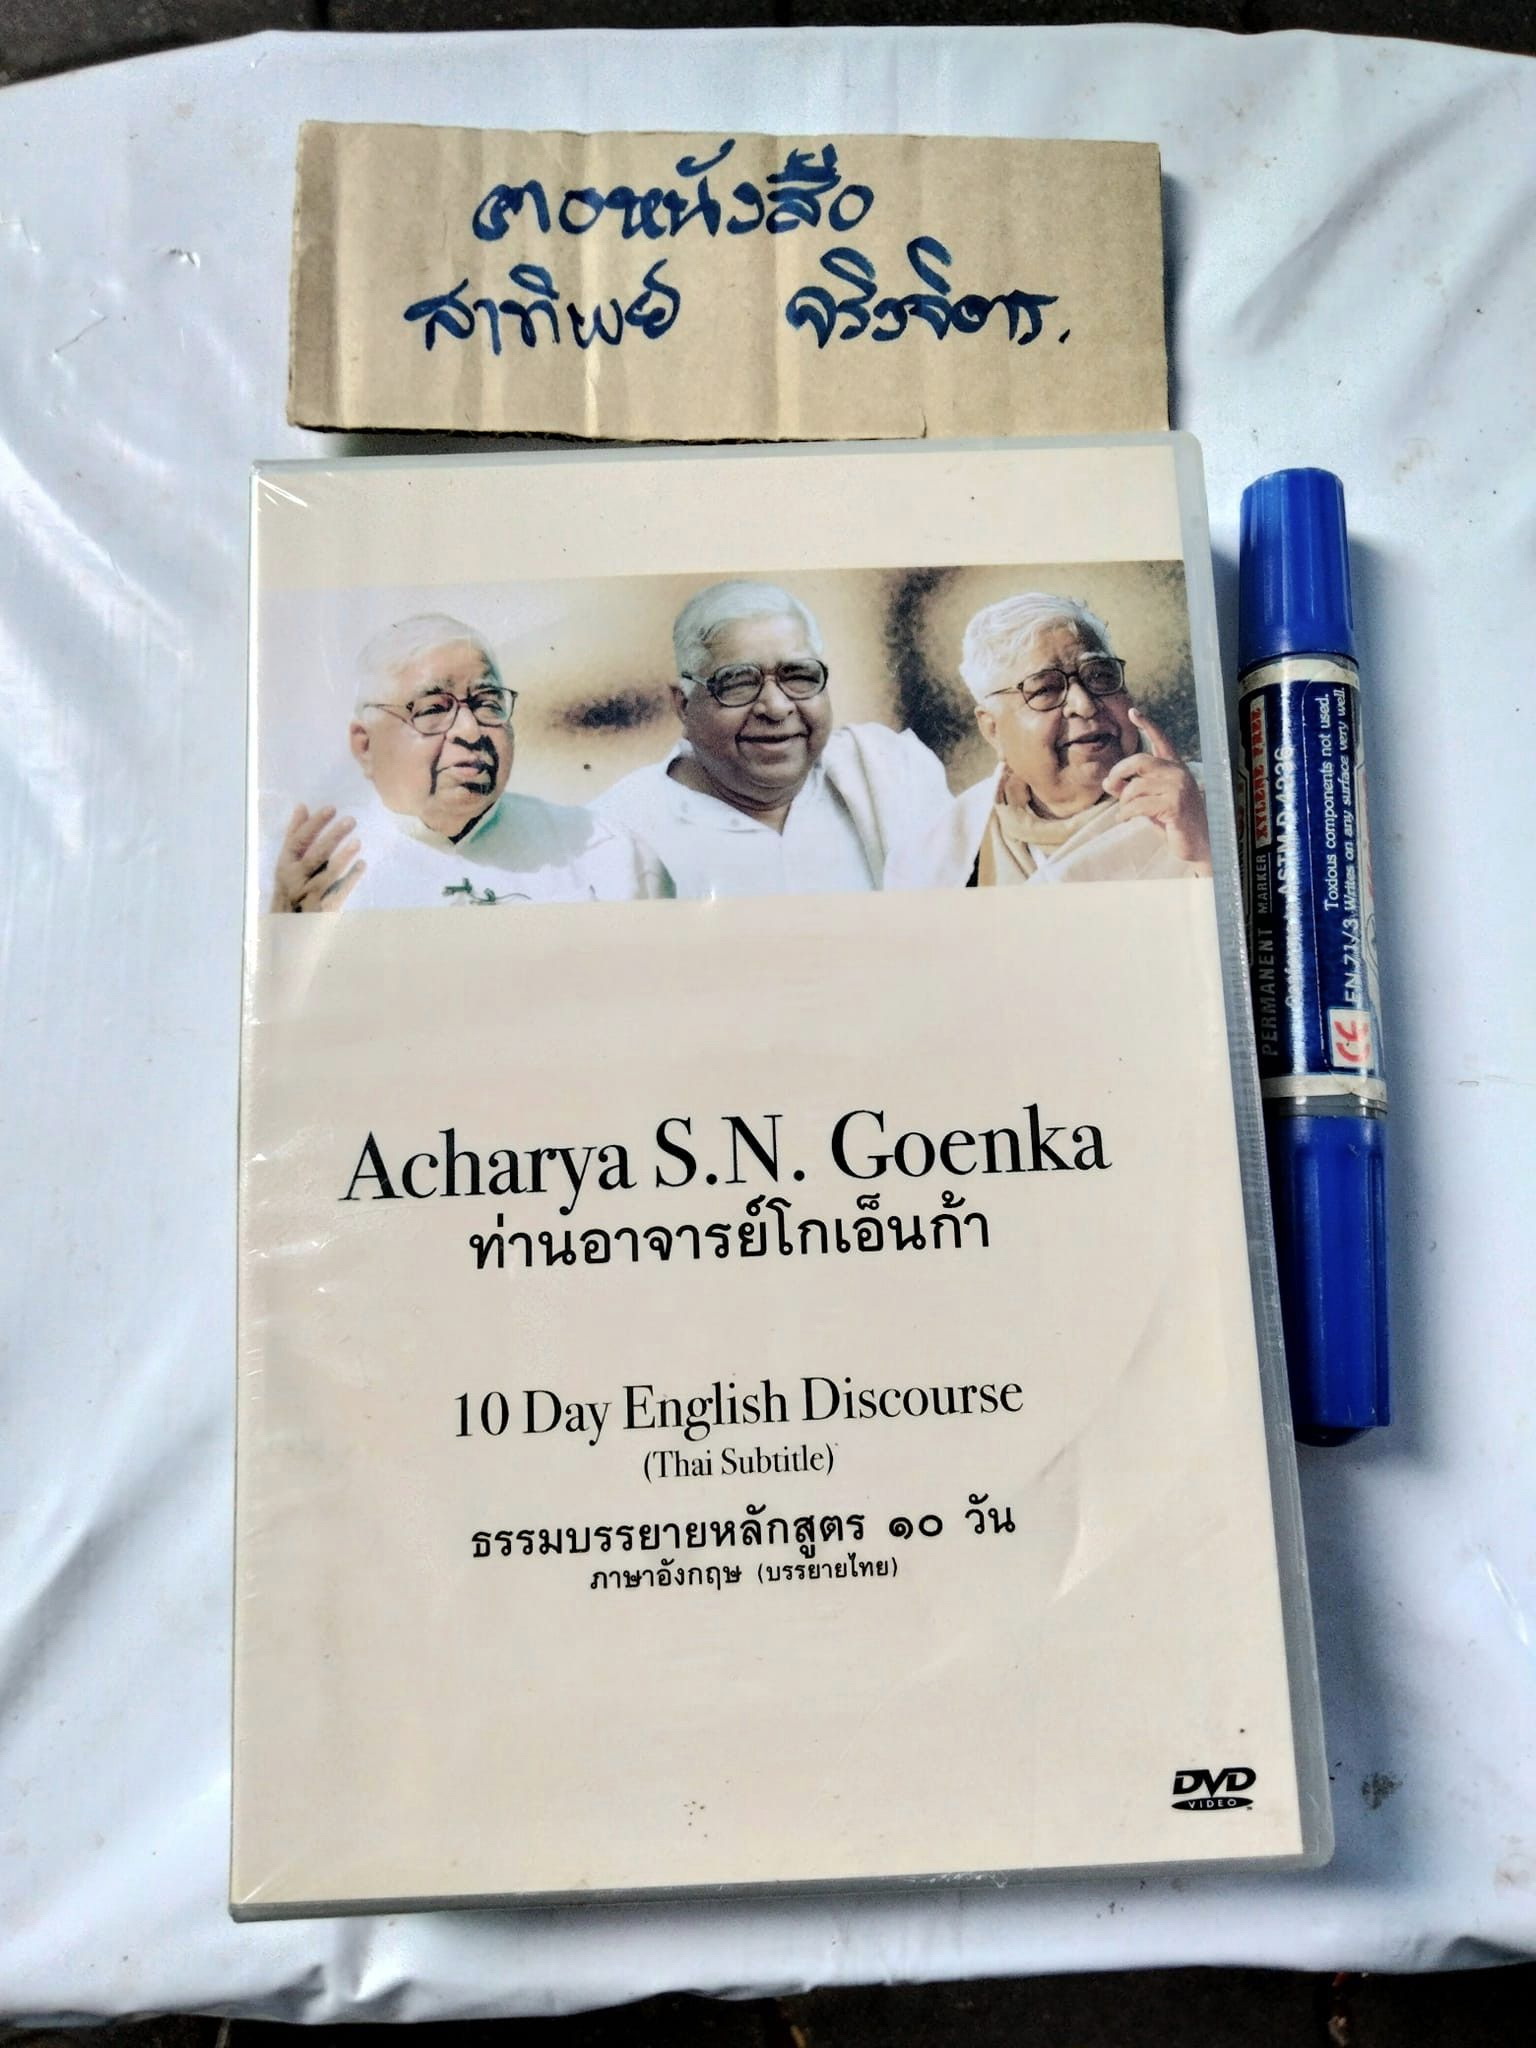 ฅอหนังสือ
สาทิพย์ จริงจิตร.
Acharya S.N. Goenka
ท่านอาจารย์โกเอ็นก้า
10 Day English Discourse
(Thai Subtitle)
ธรรมบรรยายหลักสูตร ๑๐ วัน
ภาษาอังกฤษ (บรรยายไทย)
DVD
VIDEO
PERMANENT MARKER XYLENE FREE
ASTM D-4236
Toxious components not used.
EN 71/3 Writes on any surface very well.